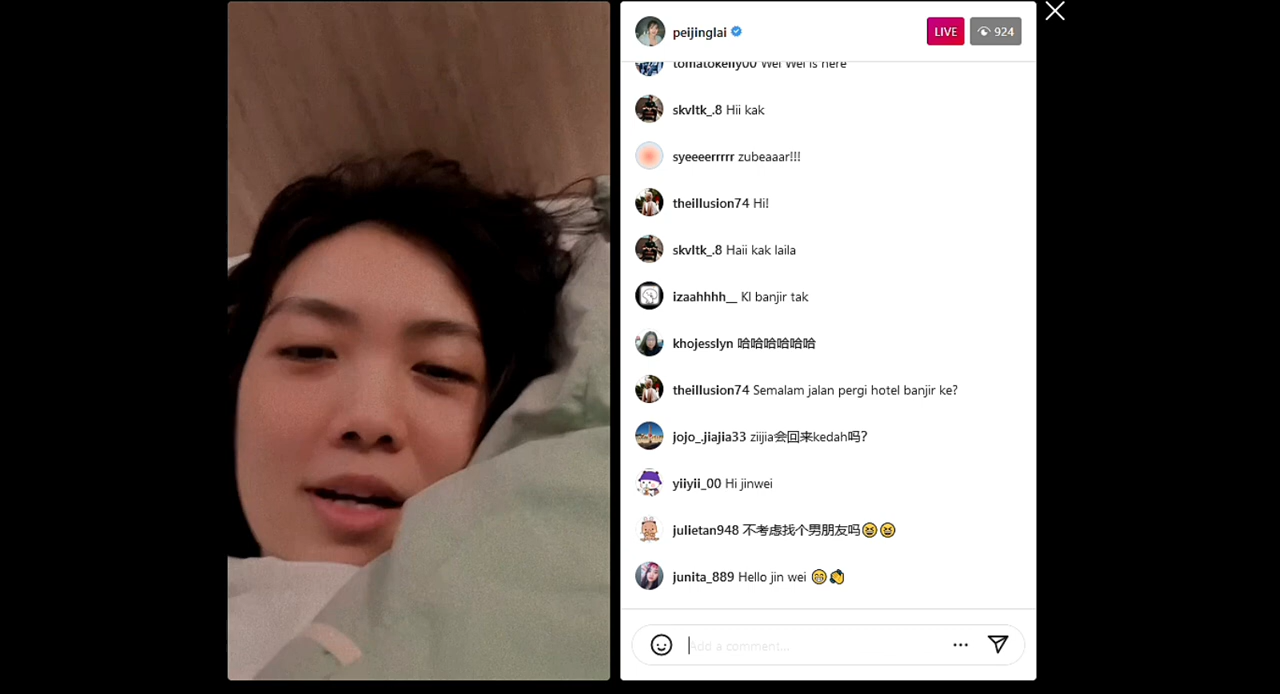 peijinglai
LIVE
924
tomatokelly00 Wei Wei is here
skvltk_.8 Hii kak
syeeeerrrrr zubeaaar!!!
theillusion74 Hi!
skvltk_.8 Haii kak laila
izaahhhh__ Kl banjir tak
khojesslyn 哈哈哈哈哈哈
theillusion74 Semalam jalan pergi hotel banjir ke?
jojo_.jiajia33 ziijia会回来kedah吗?
yiiyii_00 Hi jinwei
julietan948 不考虑找个男朋友吗😆😆
junita_889 Hello jin wei 😁👏
Add a comment...